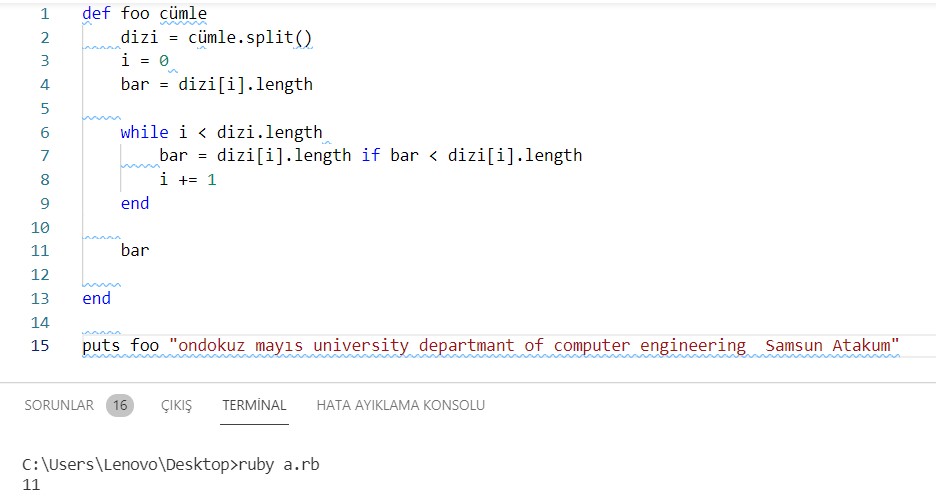 1 def foo cümle
2 dizi = cümle.split()
3 i = 0
4 bar = dizi[i].length
5
6 while i < dizi.length
7 bar = dizi[i].length if bar < dizi[i].length
8 i += 1
9 end
10
11 bar
12
13 end
14
15 puts foo "ondokuz mayıs university departmant of computer engineering  Samsun Atakum"
SORUNLAR 16 ÇIKIŞ TERMİNAL HATA AYIKLAMA KONSOLU
C:\Users\Lenovo\Desktop>ruby a.rb
11